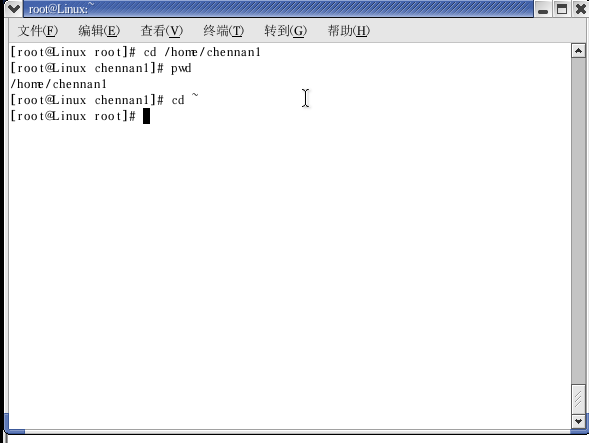 root@Linux:~
文件(F) 编辑(E) 查看(V) 终端(T) 转到(G) 帮助(H)
[root@Linux root]# cd /home/chennan1
[root@Linux chennan1]# pwd
/home/chennan1
[root@Linux chennan1]# cd ~
[root@Linux root]#